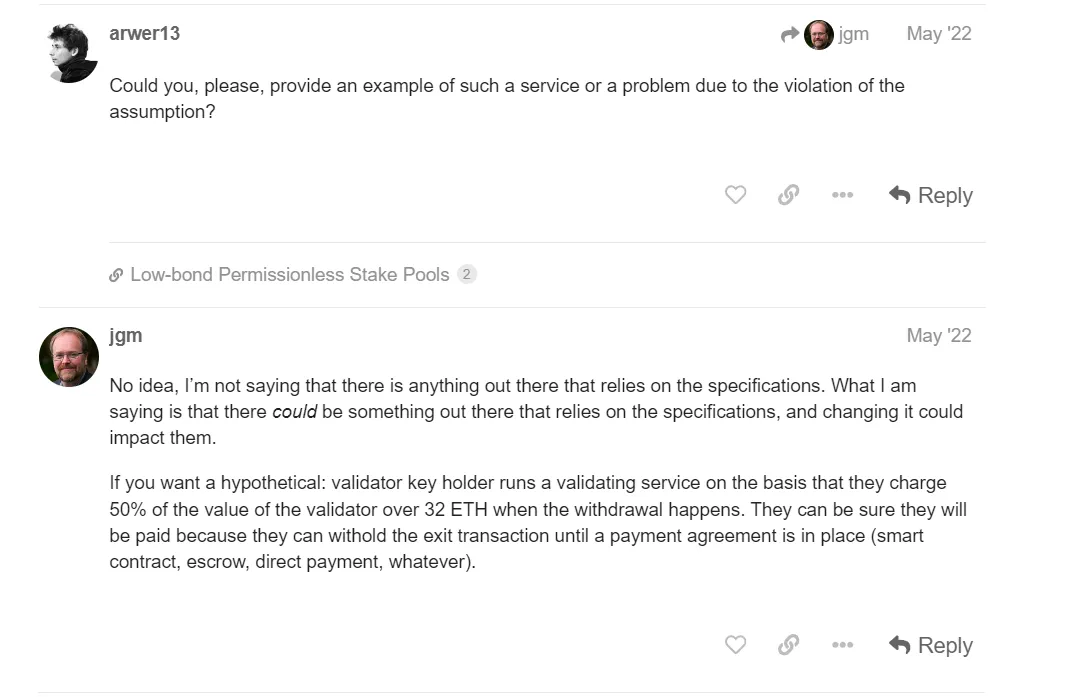 arwer13
jgm May '22
Could you, please, provide an example of such a service or a problem due to the violation of the
assumption?
Reply
Low-bond Permissionless Stake Pools 2
jgm May '22
No idea, I’m not saying that there is anything out there that relies on the specifications. What I am
saying is that there could be something out there that relies on the specifications, and changing it could
impact them.
If you want a hypothetical: validator key holder runs a validating service on the basis that they charge
50% of the value of the validator over 32 ETH when the withdrawal happens. They can be sure they will
be paid because they can withold the exit transaction until a payment agreement is in place (smart
contract, escrow, direct payment, whatever).
Reply